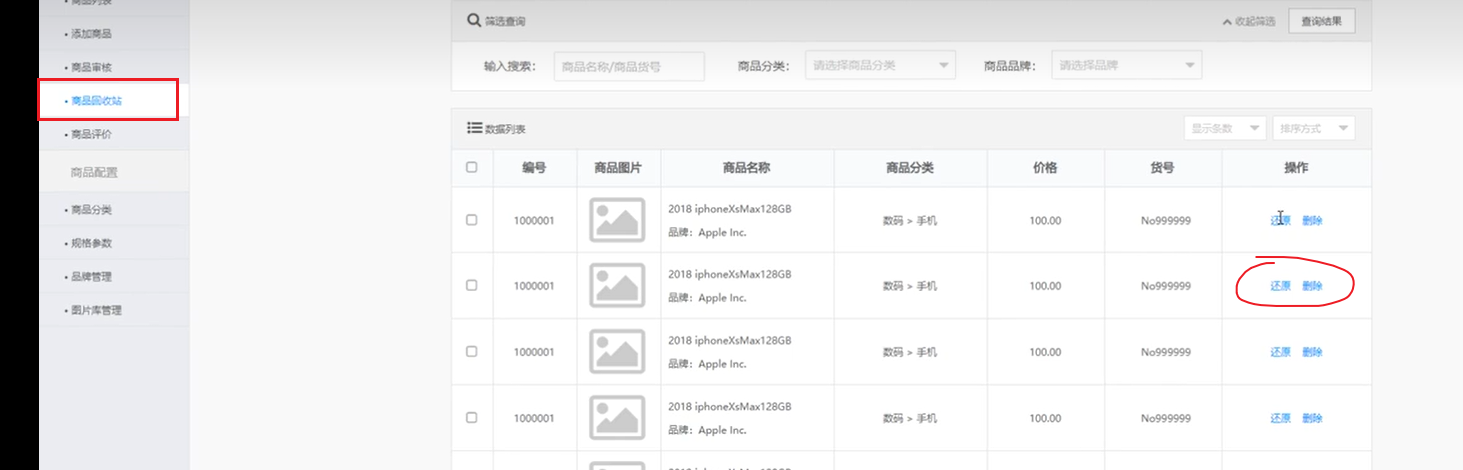 商品列表
添加商品
商品审核
商品回收站
商品评价
商品配置
商品分类
规格参数
品牌管理
图片库管理
筛选查询 收起筛选 查询结果
输入搜索: 商品名称/商品货号 商品分类: 请选择商品分类 商品品牌: 请选择品牌
数据列表 显示条数 排序方式
编号 商品图片 商品名称 商品分类 价格 货号 操作
1000001 2018 iphoneXsMax128GB 数码 > 手机 100.00 No999999 还原 删除
品牌: Apple Inc.
1000001 2018 iphoneXsMax128GB 数码 > 手机 100.00 No999999 还原 删除
品牌: Apple Inc.
1000001 2018 iphoneXsMax128GB 数码 > 手机 100.00 No999999 还原 删除
品牌: Apple Inc.
1000001 2018 iphoneXsMax128GB 数码 > 手机 100.00 No999999 还原 删除
品牌: Apple Inc.